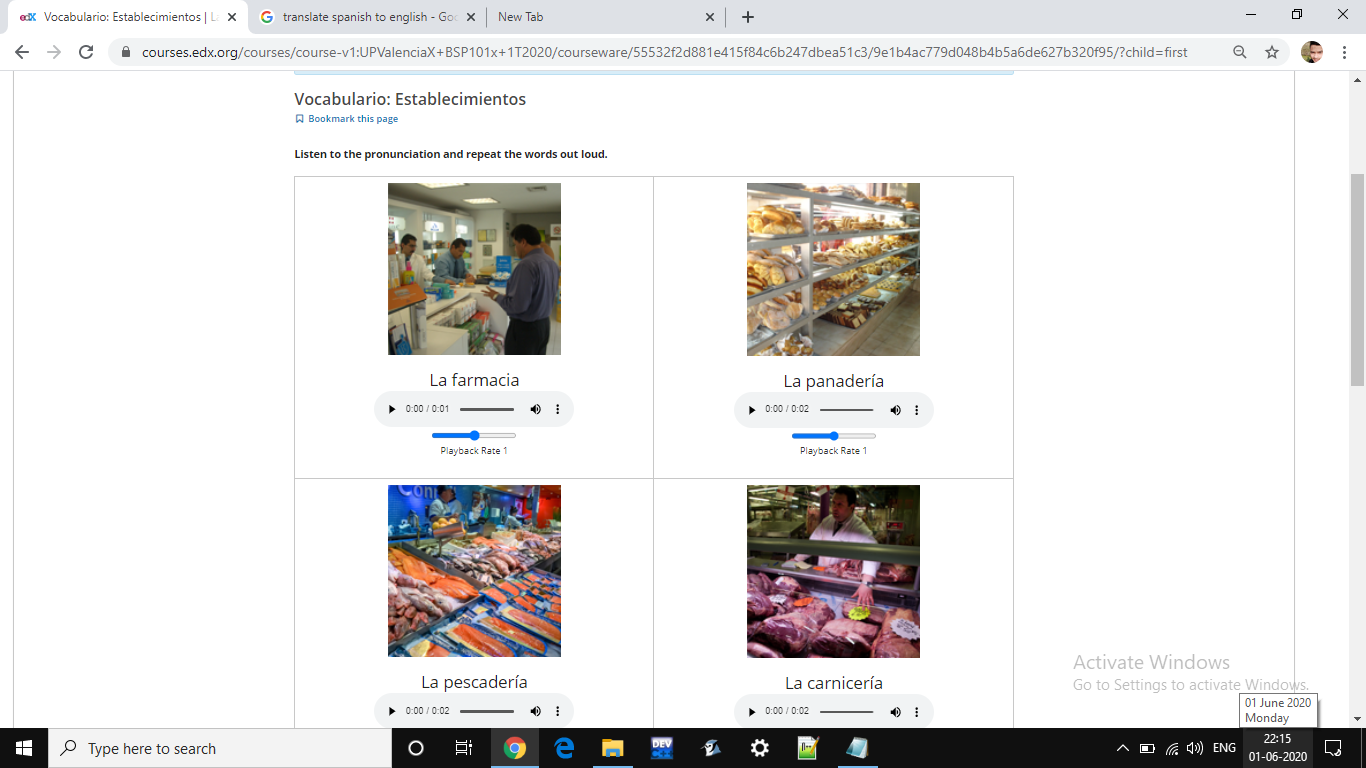 edX Vocabulario: Establecimientos | L
translate spanish to english - Goo
New Tab
courses.edx.org/courses/course-v1:UPValenciaX+BSP101x+1T2020/courseware/55532f2d881e415f84c6b247dbea51c3/9e1b4ac779d048b4b5a6de627b320f95/?child=first
Vocabulario: Establecimientos
Bookmark this page
Listen to the pronunciation and repeat the words out loud.
La farmacia
0:00 / 0:01
Playback Rate 1
La panadería
0:00 / 0:02
Playback Rate 1
La pescadería
0:00 / 0:02
La carnicería
0:00 / 0:02
Activate Windows
Go to Settings to activate Windows.
01 June 2020
Monday
Type here to search
DEV
ENG
22:15
01-06-2020